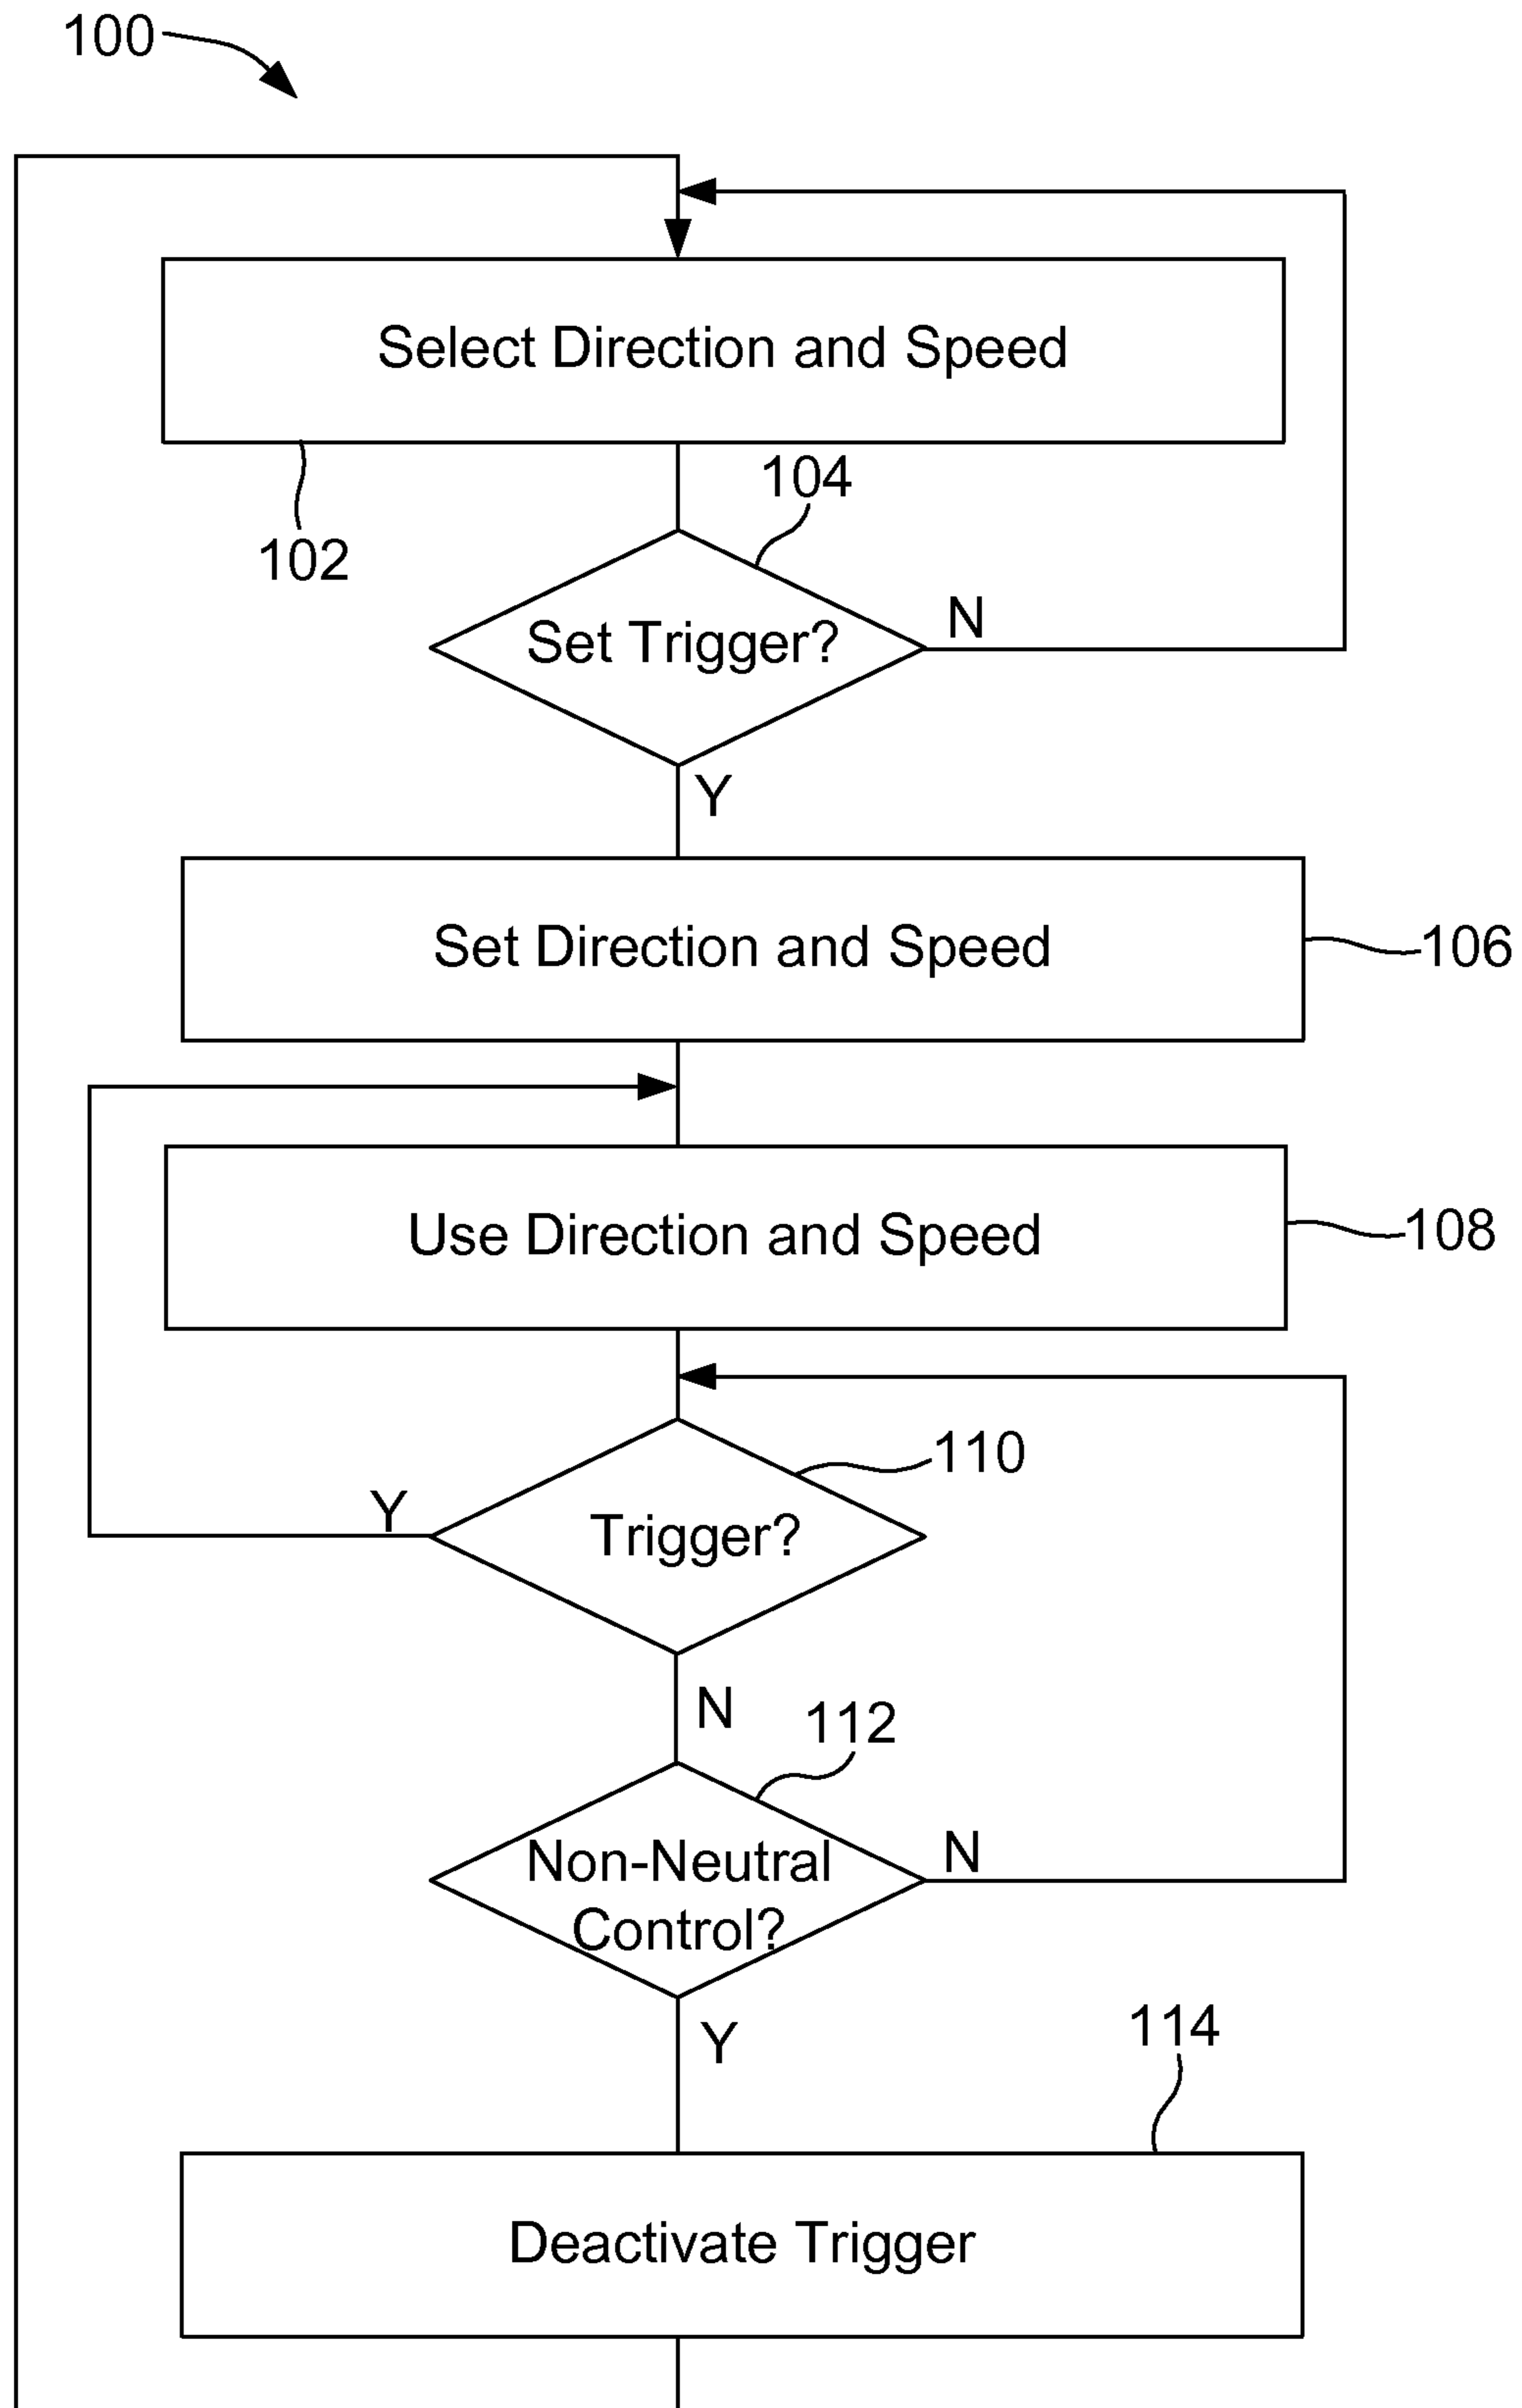 100
Select Direction and Speed
104
102
Set Trigger?
N
Y
Set Direction and Speed
106
Use Direction and Speed
108
110
Y
Trigger?
N
112
Non-Neutral
Control?
N
Y
114
Deactivate Trigger